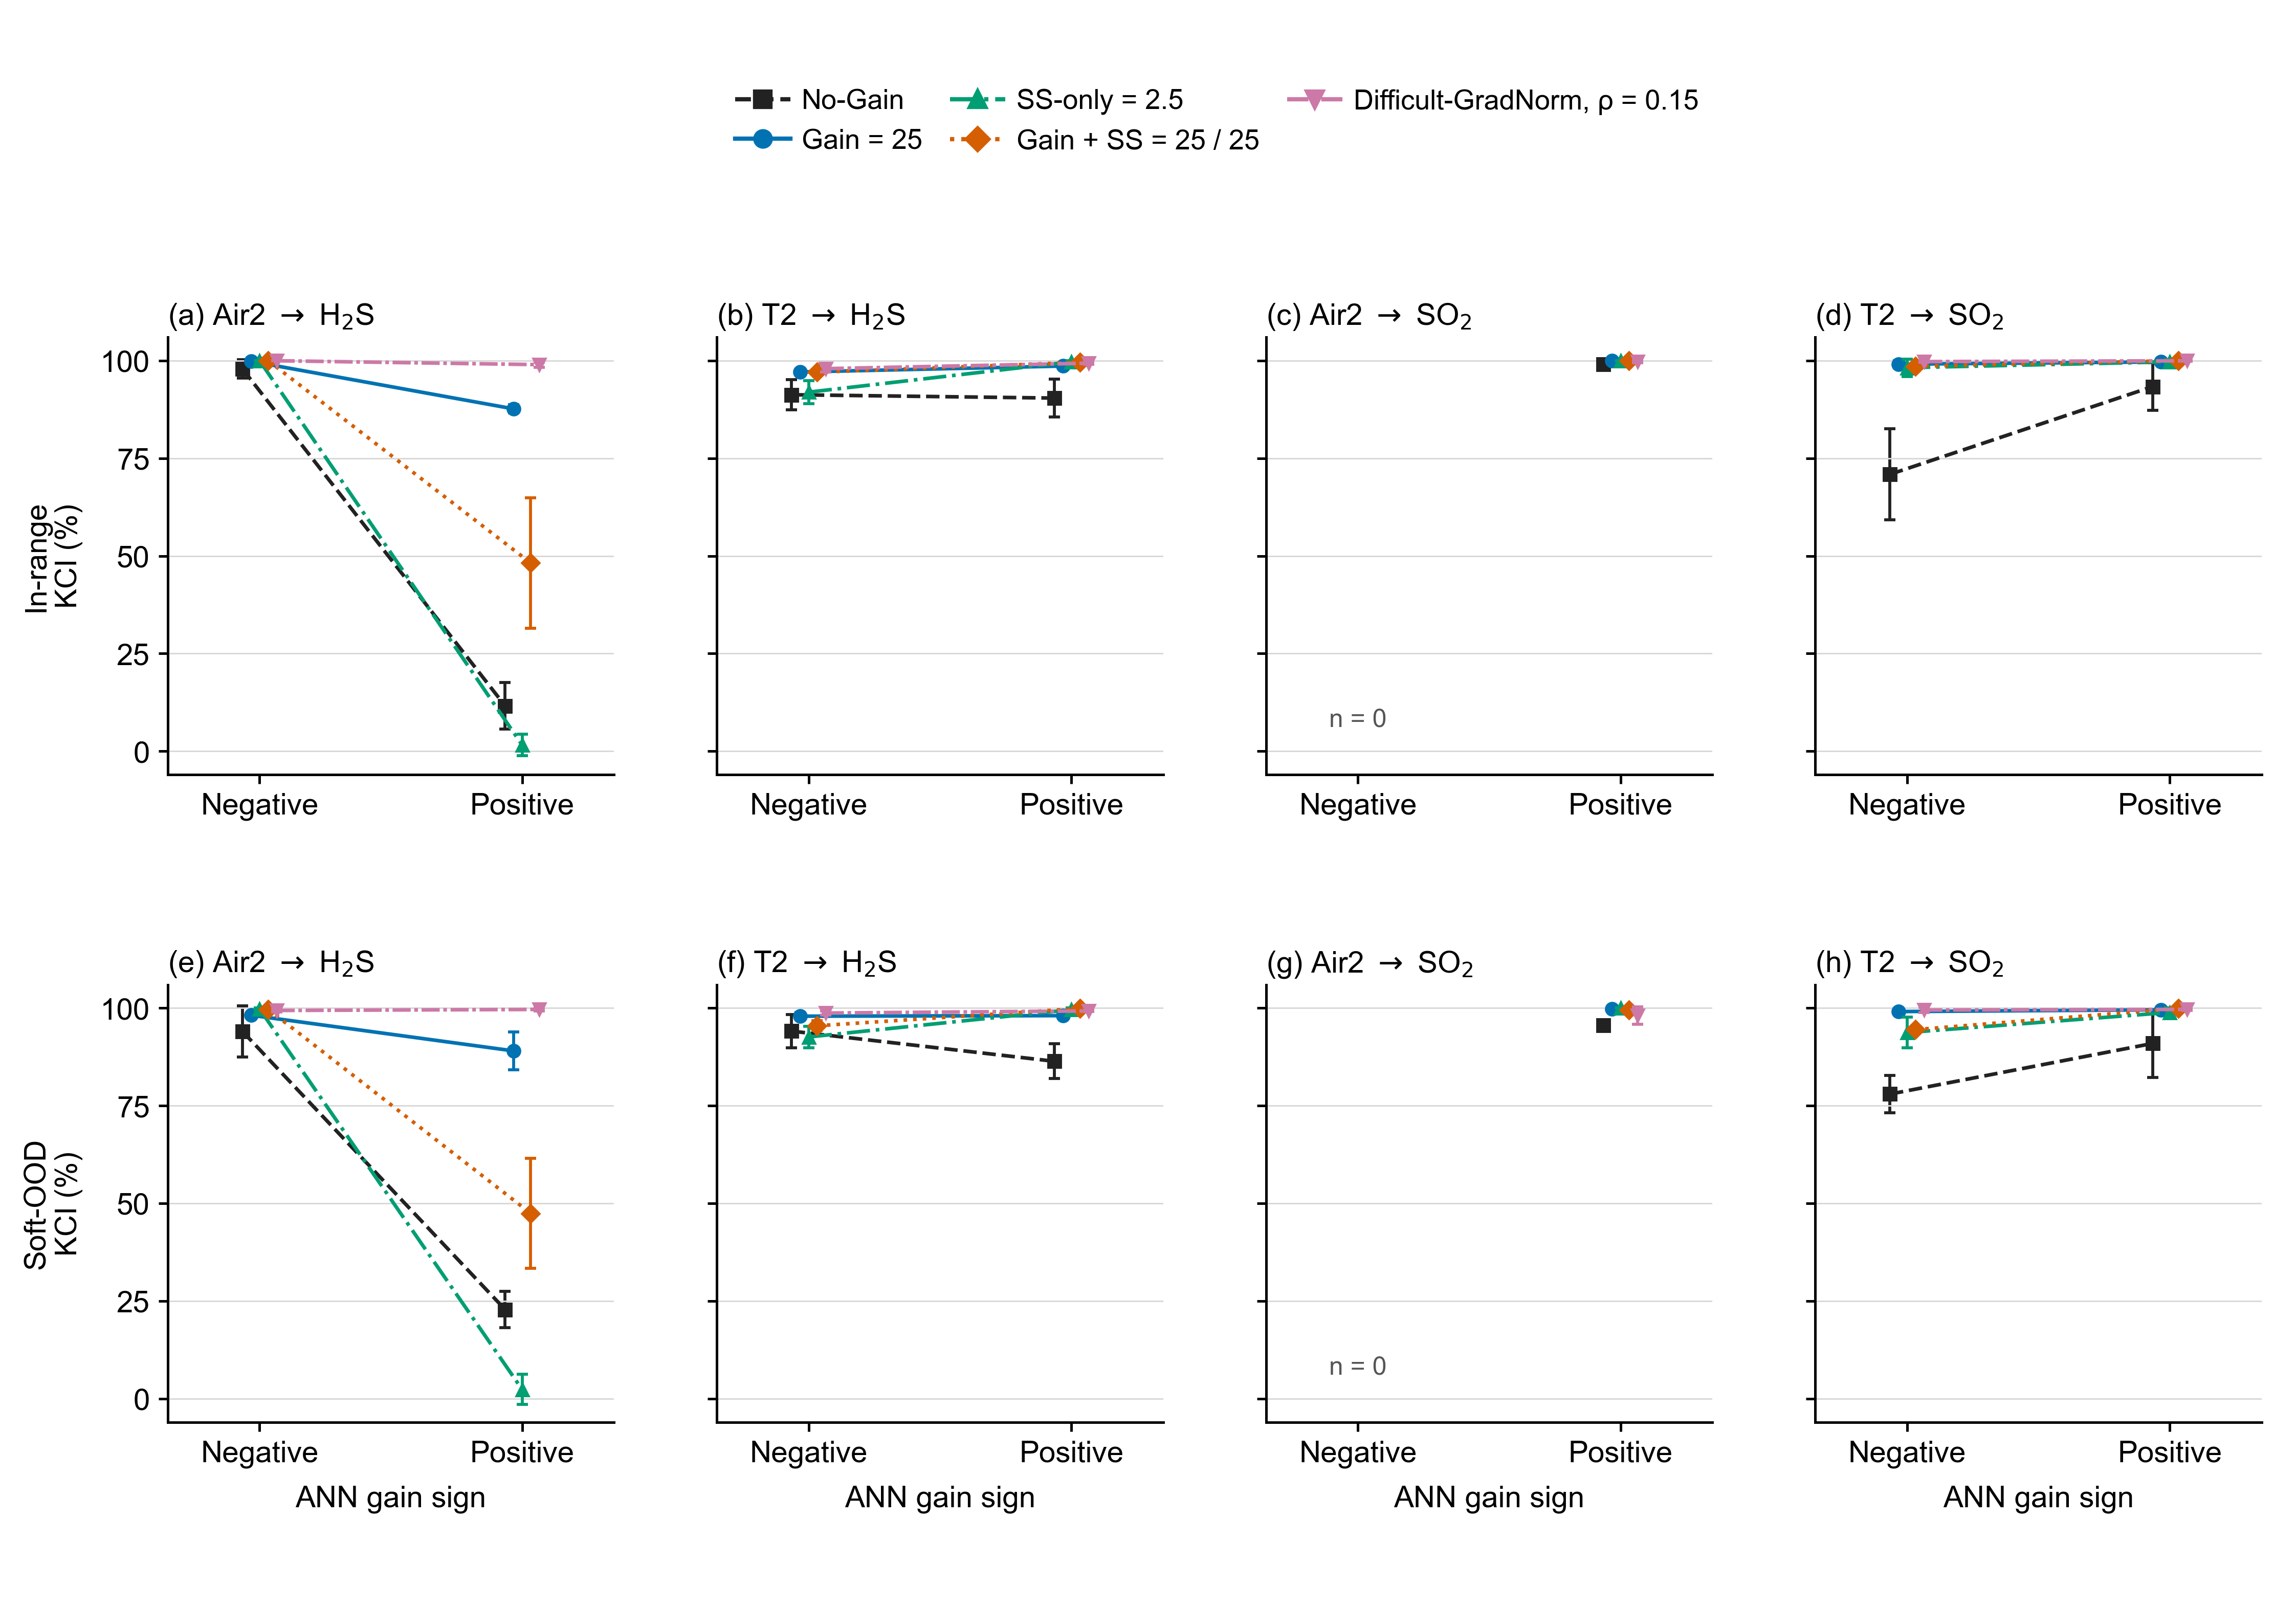 No-Gain
SS-only = 2.5
Difficult-GradNorm, ρ = 0.15
Gain = 25
Gain + SS = 25 / 25
(a) Air2 → H₂S
(b) T2 → H₂S
(c) Air2 → SO₂
(d) T2 → SO₂
In-range
KCI (%)
100
75
50
25
0
n = 0
Negative
Positive
Negative
Positive
Negative
Positive
Negative
Positive
(e) Air2 → H₂S
(f) T2 → H₂S
(g) Air2 → SO₂
(h) T2 → SO₂
Soft-OOD
KCI (%)
100
75
50
25
0
n = 0
Negative
Positive
Negative
Positive
Negative
Positive
Negative
Positive
ANN gain sign
ANN gain sign
ANN gain sign
ANN gain sign